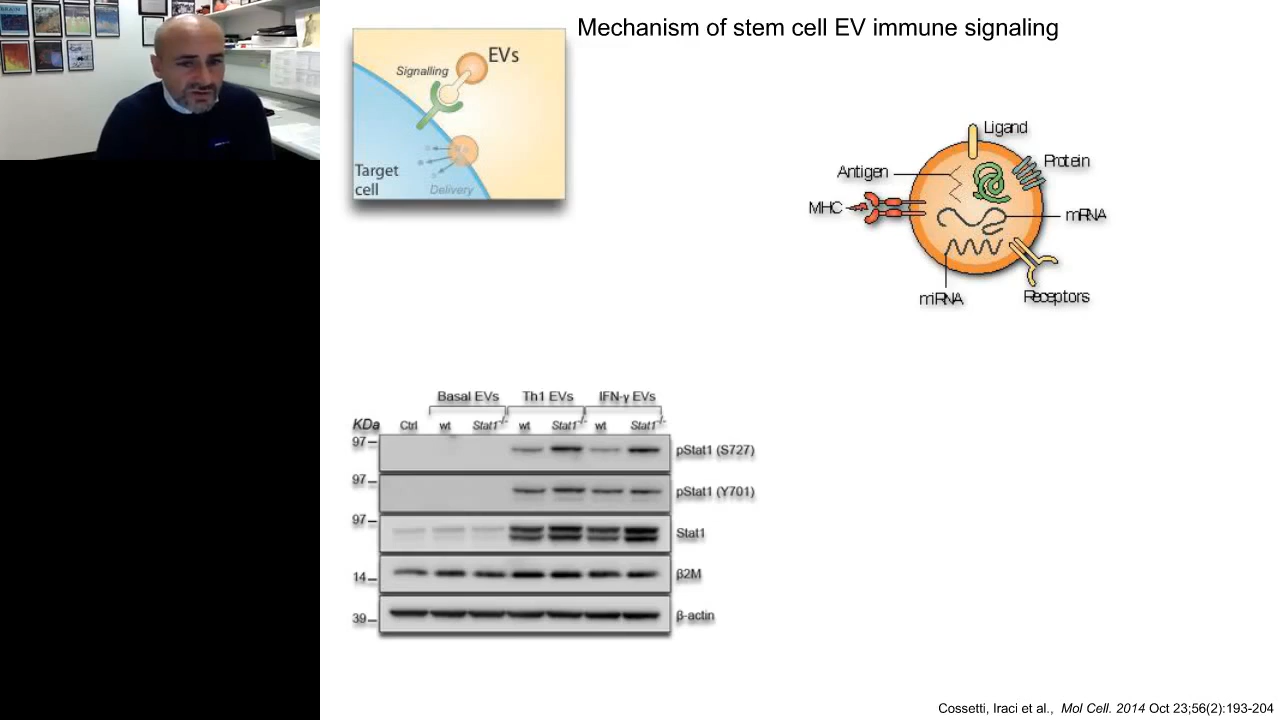 Mechanism of stem cell EV immune signaling
EVs
Signalling
Target
cell
Delivery
Ligand
Antigen
Protein
MHC
mRNA
miRNA
Receptors
Basal EVs Th1 EVs IFN-γ EVs
KDa Ctrl wt Stat1-/- wt Stat1-/- wt Stat1-/-
97 pStat1 (S727)
97 pStat1 (Y701)
97 Stat1
14 β2M
39 β-actin
Cossetti, Iraci et al., Mol Cell. 2014 Oct 23;56(2):193-204